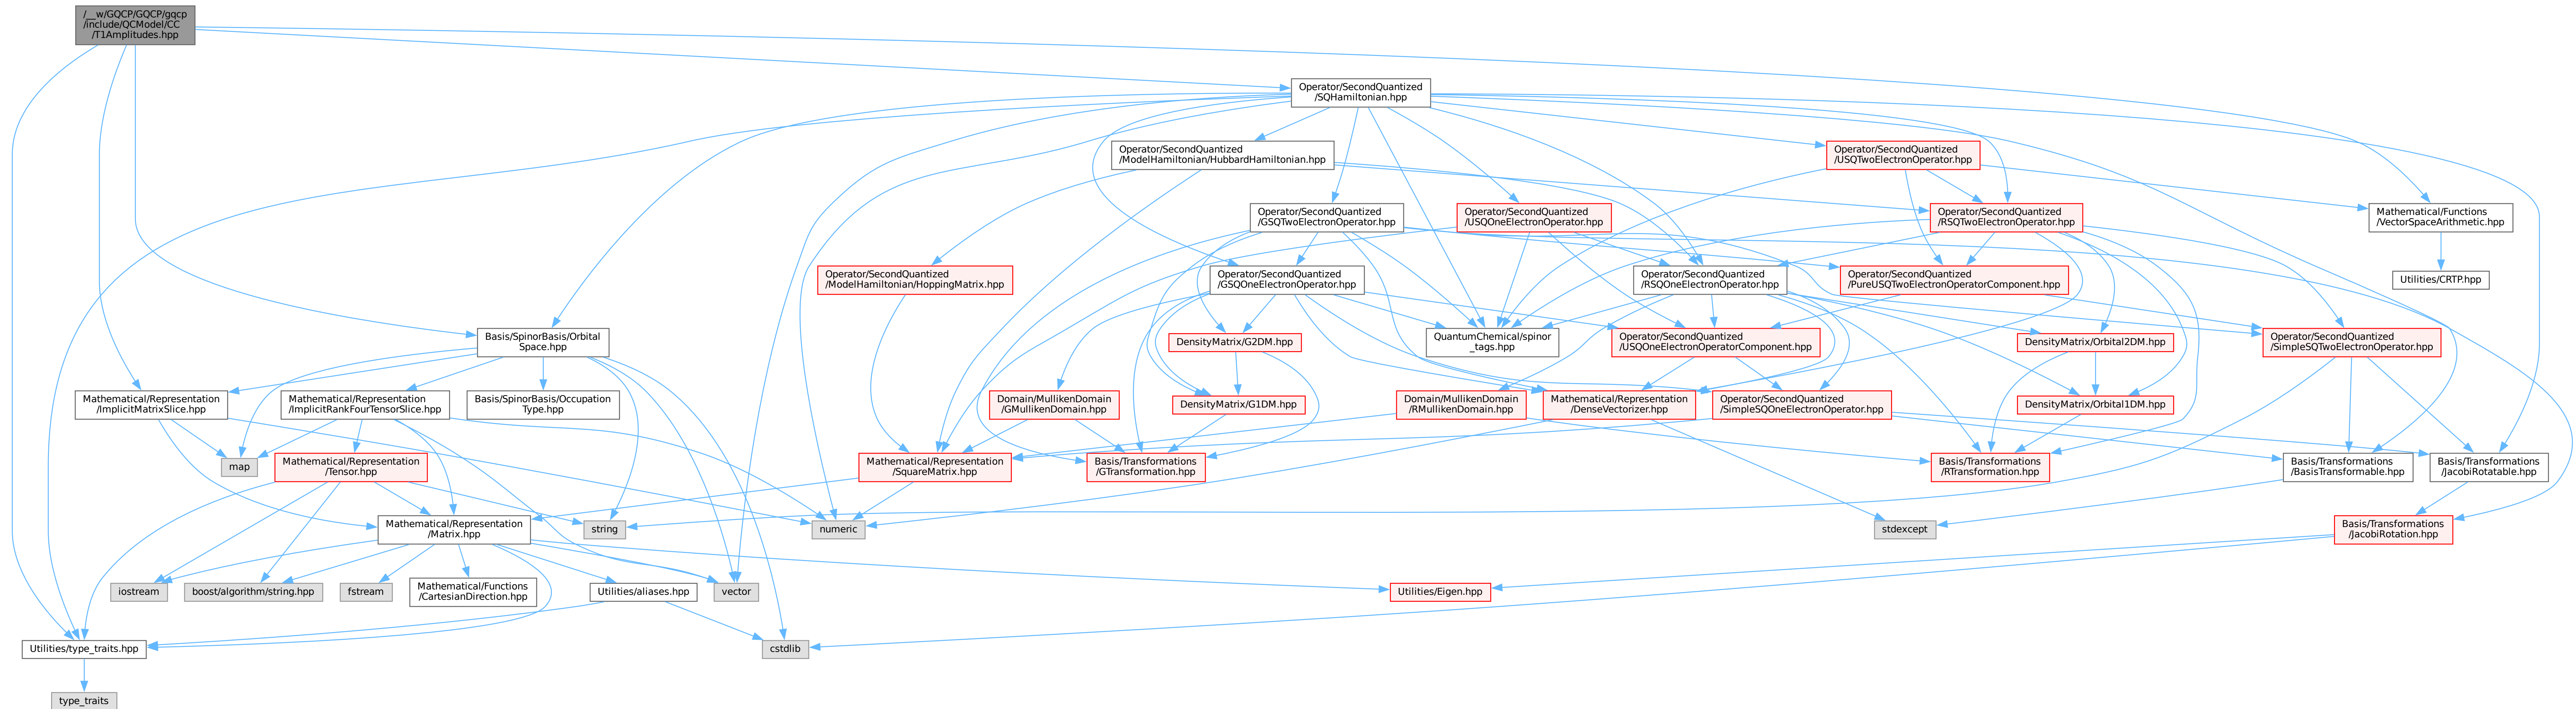 /__w/GQCP/GQCP/gqcp
/include/QCModel/CC
/T1Amplitudes.hpp
Operator/SecondQuantized
/SQHamiltonian.hpp
Operator/SecondQuantized
/ModelHamiltonian/HubbardHamiltonian.hpp
Operator/SecondQuantized
/USQTwoElectronOperator.hpp
Operator/SecondQuantized
/GSQTwoElectronOperator.hpp
Operator/SecondQuantized
/USQOneElectronOperator.hpp
Operator/SecondQuantized
/RSQTwoElectronOperator.hpp
Mathematical/Functions
/VectorSpaceArithmetic.hpp
Operator/SecondQuantized
/ModelHamiltonian/HoppingMatrix.hpp
Operator/SecondQuantized
/GSQOneElectronOperator.hpp
Operator/SecondQuantized
/RSQOneElectronOperator.hpp
Operator/SecondQuantized
/PureUSQTwoElectronOperatorComponent.hpp
Utilities/CRTP.hpp
Basis/SpinorBasis/Orbital
Space.hpp
DensityMatrix/G2DM.hpp
QuantumChemical/spinor
_tags.hpp
Operator/SecondQuantized
/USQOneElectronOperatorComponent.hpp
DensityMatrix/Orbital2DM.hpp
Operator/SecondQuantized
/SimpleSQTwoElectronOperator.hpp
Mathematical/Representation
/ImplicitMatrixSlice.hpp
Mathematical/Representation
/ImplicitRankFourTensorSlice.hpp
Basis/SpinorBasis/Occupation
Type.hpp
Domain/MullikenDomain
/GMullikenDomain.hpp
DensityMatrix/G1DM.hpp
Domain/MullikenDomain
/RMullikenDomain.hpp
Mathematical/Representation
/DenseVectorizer.hpp
Operator/SecondQuantized
/SimpleSQOneElectronOperator.hpp
DensityMatrix/Orbital1DM.hpp
map
Mathematical/Representation
/Tensor.hpp
Mathematical/Representation
/SquareMatrix.hpp
Basis/Transformations
/GTransformation.hpp
Basis/Transformations
/RTransformation.hpp
Basis/Transformations
/BasisTransformable.hpp
Basis/Transformations
/JacobiRotatable.hpp
Mathematical/Representation
/Matrix.hpp
string
numeric
stdexcept
Basis/Transformations
/JacobiRotation.hpp
iostream
boost/algorithm/string.hpp
fstream
Mathematical/Functions
/CartesianDirection.hpp
Utilities/aliases.hpp
vector
Utilities/Eigen.hpp
Utilities/type_traits.hpp
cstdlib
type_traits